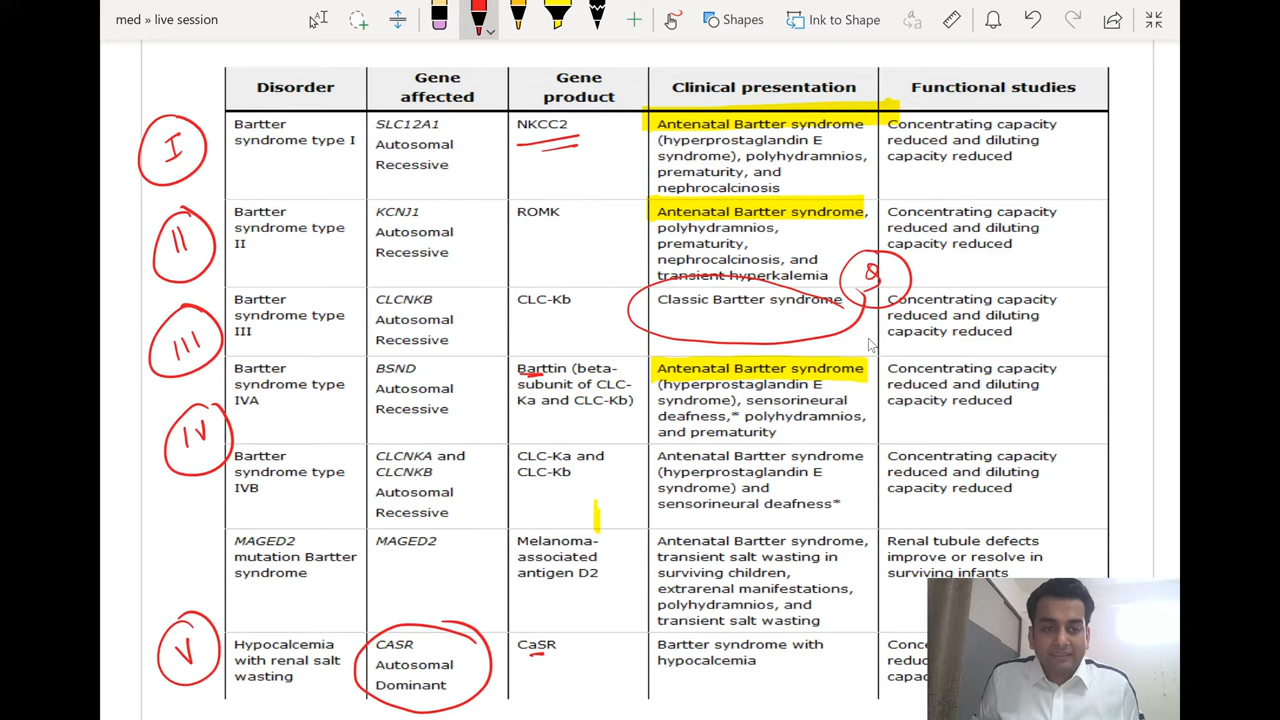 med » live session
Shapes
Ink to Shape
Disorder
Gene
affected
Gene
product
Clinical presentation
Functional studies
I
Bartter
syndrome type I
SLC12A1
Autosomal
Recessive
NKCC2
Antenatal Bartter syndrome
(hyperprostaglandin E
syndrome), polyhydramnios,
prematurity, and
nephrocalcinosis
Concentrating capacity
reduced and diluting
capacity reduced
II
Bartter
syndrome type
II
KCNJ1
Autosomal
Recessive
ROMK
Antenatal Bartter syndrome,
polyhydramnios,
prematurity,
nephrocalcinosis, and
transient hyperkalemia
Concentrating capacity
reduced and diluting
capacity reduced
III
Bartter
syndrome type
III
CLCNKB
Autosomal
Recessive
CLC-Kb
Classic Bartter syndrome
Concentrating capacity
reduced and diluting
capacity reduced
IV
Bartter
syndrome type
IVA
BSND
Autosomal
Recessive
Barttin (beta-
subunit of CLC-
Ka and CLC-Kb)
Antenatal Bartter syndrome
(hyperprostaglandin E
syndrome), sensorineural
deafness,* polyhydramnios,
and prematurity
Concentrating capacity
reduced and diluting
capacity reduced
Bartter
syndrome type
IVB
CLCNKA and
CLCNKB
Autosomal
Recessive
CLC-Ka and
CLC-Kb
Antenatal Bartter syndrome
(hyperprostaglandin E
syndrome) and
sensorineural deafness*
Concentrating capacity
reduced and diluting
capacity reduced
MAGED2
mutation Bartter
syndrome
MAGED2
Melanoma-
associated
antigen D2
Antenatal Bartter syndrome,
transient salt wasting in
surviving children,
extrarenal manifestations,
polyhydramnios, and
transient salt wasting
Renal tubule defects
improve or resolve in
surviving infants
V
Hypocalcemia
with renal salt
wasting
CASR
Autosomal
Dominant
CaSR
Bartter syndrome with
hypocalcemia